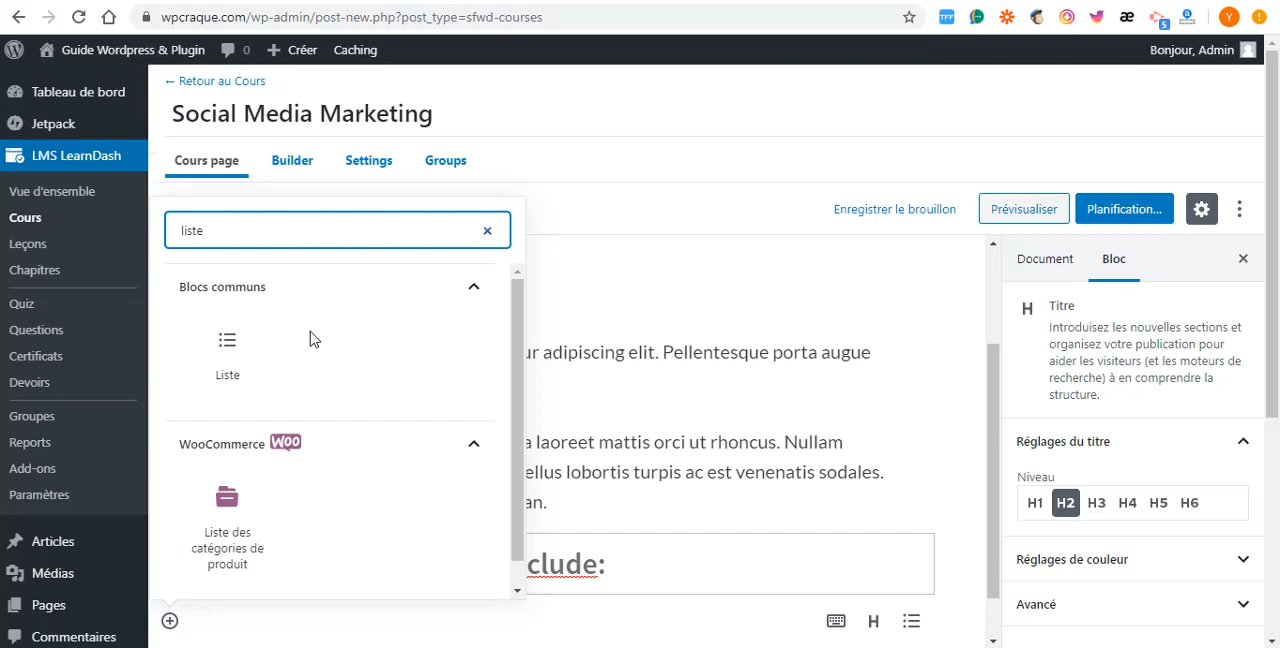 wpcraque.com/wp-admin/post-new.php?post_type=sfwd-courses
TFF
æ
5
Y
Guide Wordpress & Plugin
0
Créer
Caching
Bonjour, Admin
Tableau de bord
Jetpack
LMS LearnDash
Vue d'ensemble
Cours
Leçons
Chapitres
Quiz
Questions
Certificats
Devoirs
Groupes
Reports
Add-ons
Paramètres
Articles
Médias
Pages
Commentaires
← Retour au Cours
Social Media Marketing
Cours page
Builder
Settings
Groups
Enregistrer le brouillon
Prévisualiser
Planification...
liste
Blocs communs
Liste
WooCommerce WOO
Liste des
catégories de
produit
ur adipiscing elit. Pellentesque porta augue
a laoreet mattis orci ut rhoncus. Nullam
ellus lobortis turpis ac est venenatis sodales.
an.
clude:
H
Document
Bloc
H
Titre
Introduisez les nouvelles sections et
organisez votre publication pour
aider les visiteurs (et les moteurs de
recherche) à en comprendre la
structure.
Réglages du titre
Niveau
H1 H2 H3 H4 H5 H6
Réglages de couleur
Avancé